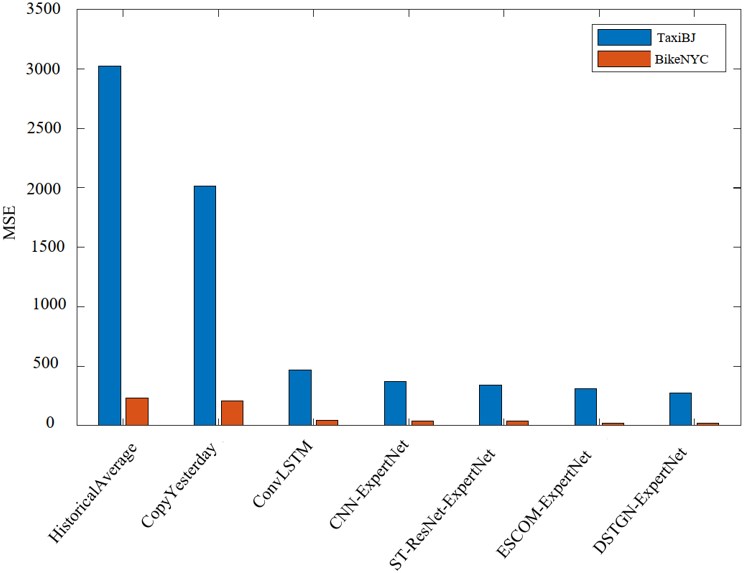 3500
3000
2500
2000
1500
1000
500
0
MSE
TaxiBJ
BikeNYC
HistoricalAverage
CopyYesterday
ConvLSTM
CNN-ExpertNet
ST-ResNet-ExpertNet
ESCOM-ExpertNet
DSTGN-ExpertNet